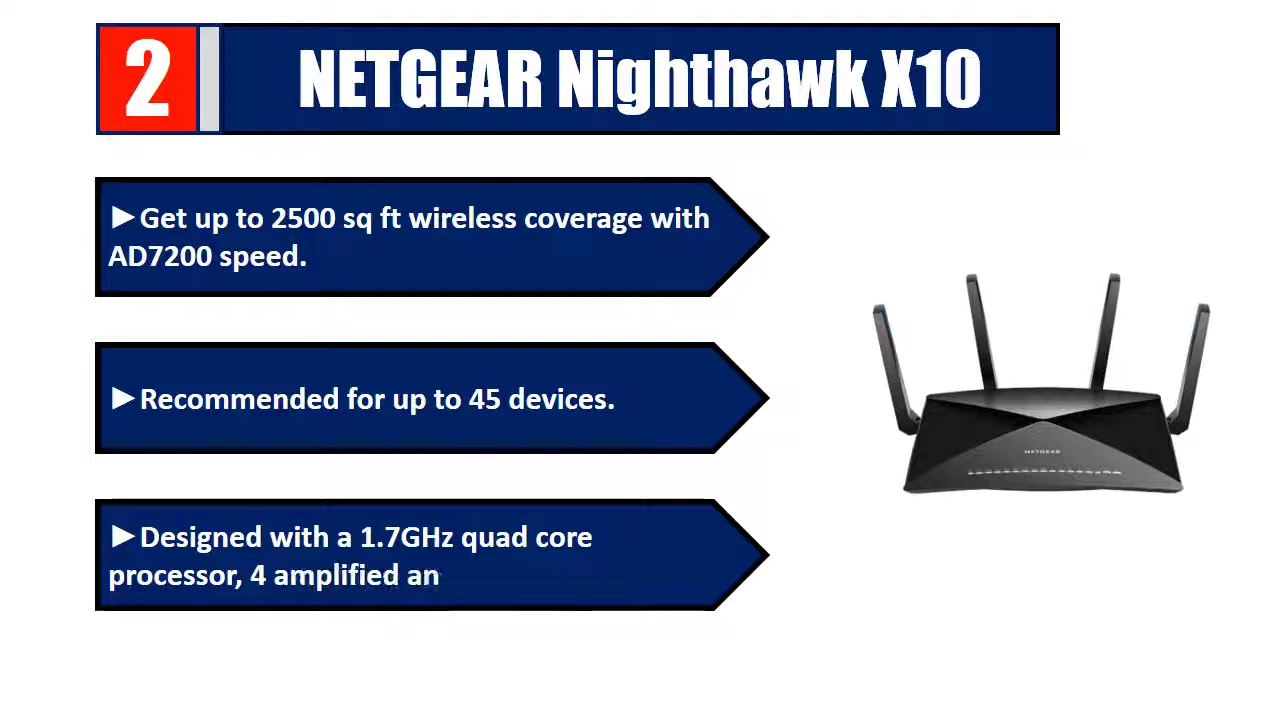 2
NETGEAR Nighthawk X10
►Get up to 2500 sq ft wireless coverage with
AD7200 speed.
►Recommended for up to 45 devices.
►Designed with a 1.7GHz quad core
processor, 4 amplified an
NETGEAR